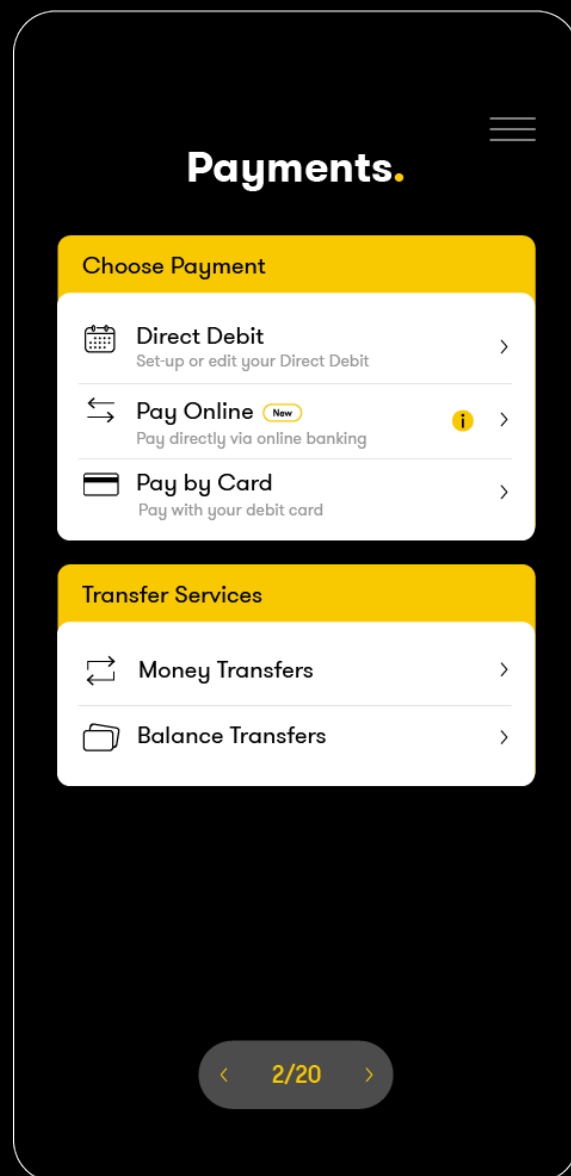 Payments.
Choose Payment
Direct Debit
Set-up or edit your Direct Debit
Pay Online New i
Pay directly via online banking
Pay by Card
Pay with your debit card
Transfer Services
Money Transfers
Balance Transfers
2/20